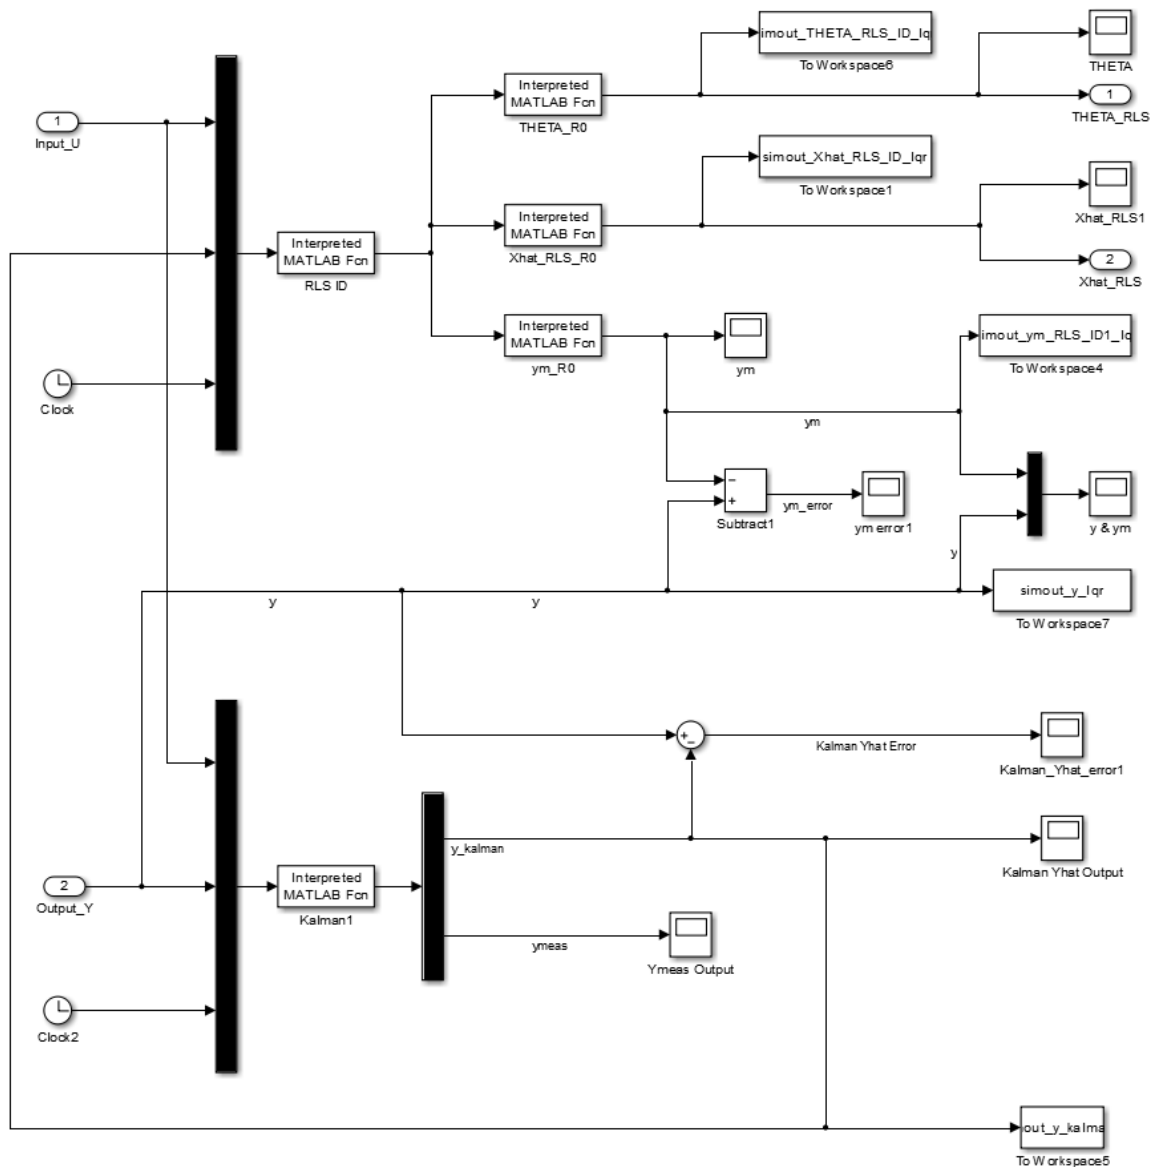 imout_THETA_RLS_ID_lq
To Workspace6
THETA
Interpreted
MATLAB Fcn
THETA_R0
1
THETA_RLS
1
Input_U
simout_Xhat_RLS_ID_lqr
To Workspace1
Xhat_RLS1
Interpreted
MATLAB Fcn
Xhat_RLS_R0
Interpreted
MATLAB Fcn
RLS ID
2
Xhat_RLS
Interpreted
MATLAB Fcn
ym_R0
ym
imout_ym_RLS_ID1_lq
To Workspace4
Clock
ym
−
+
Subtract1
ym_error
ym error1
y & ym
y
y
y
simout_y_lqr
To Workspace7
+
−
Kalman Yhat Error
Kalman_Yhat_error1
y_kalman
Kalman Yhat Output
2
Output_Y
Interpreted
MATLAB Fcn
Kalman1
ymeas
Ymeas Output
Clock2
out_y_kalma
To Workspace5